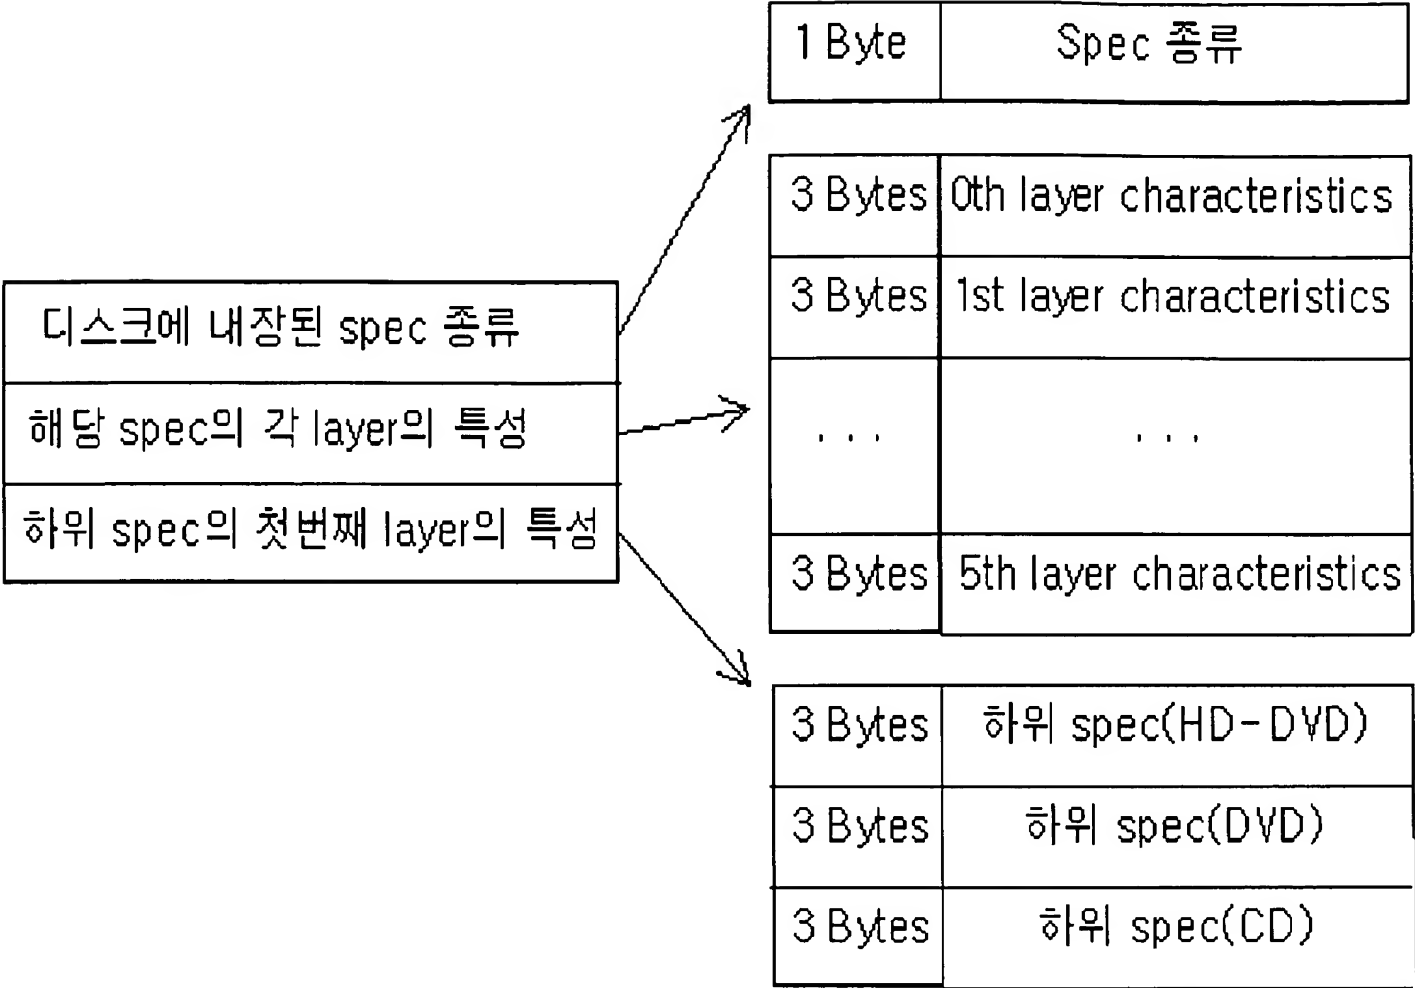 1 Byte Spec 종류
3 Bytes 0th layer characteristics
3 Bytes 1st layer characteristics
. . . . . .
3 Bytes 5th layer characteristics
디스크에 내장된 spec 종류
해당 spec의 각 layer의 특성
하위 spec의 첫번째 layer의 특성
3 Bytes 하위 spec(HD-DVD)
3 Bytes 하위 spec(DVD)
3 Bytes 하위 spec(CD)